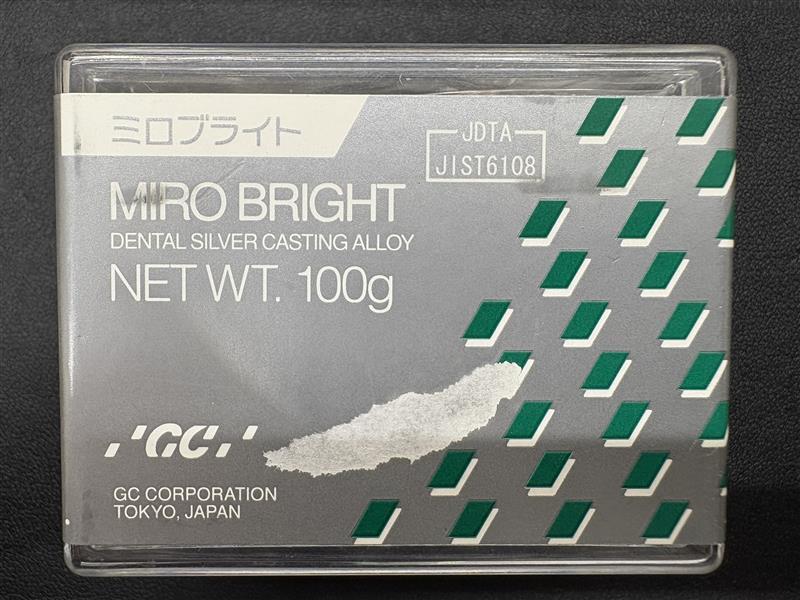 ミロブライト
JDTA
JIST6108
MIRO BRIGHT
DENTAL SILVER CASTING ALLOY
NET WT. 100g
GC
GC CORPORATION
TOKYO, JAPAN